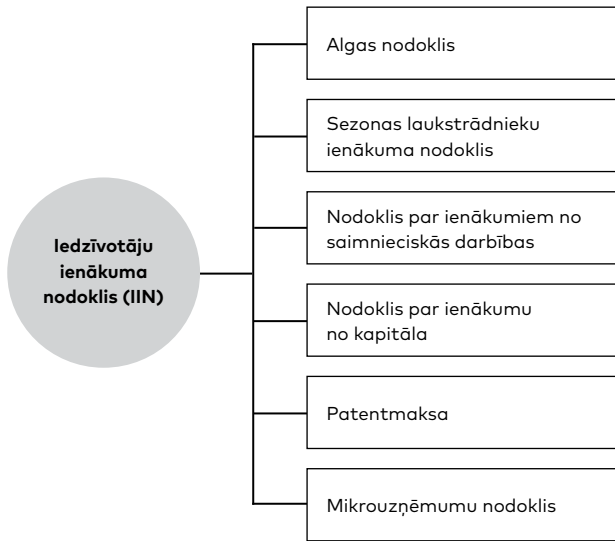 Algas nodoklis
Sezonas laukstrādnieku
ienākuma nodoklis
Iedzīvotāju
ienākuma
nodoklis (IIN)
Nodoklis par ienākumiem no
saimnieciskās darbības
Nodoklis par ienākumu
no kapitāla
Patentmaksa
Mikrouzņēmumu nodoklis